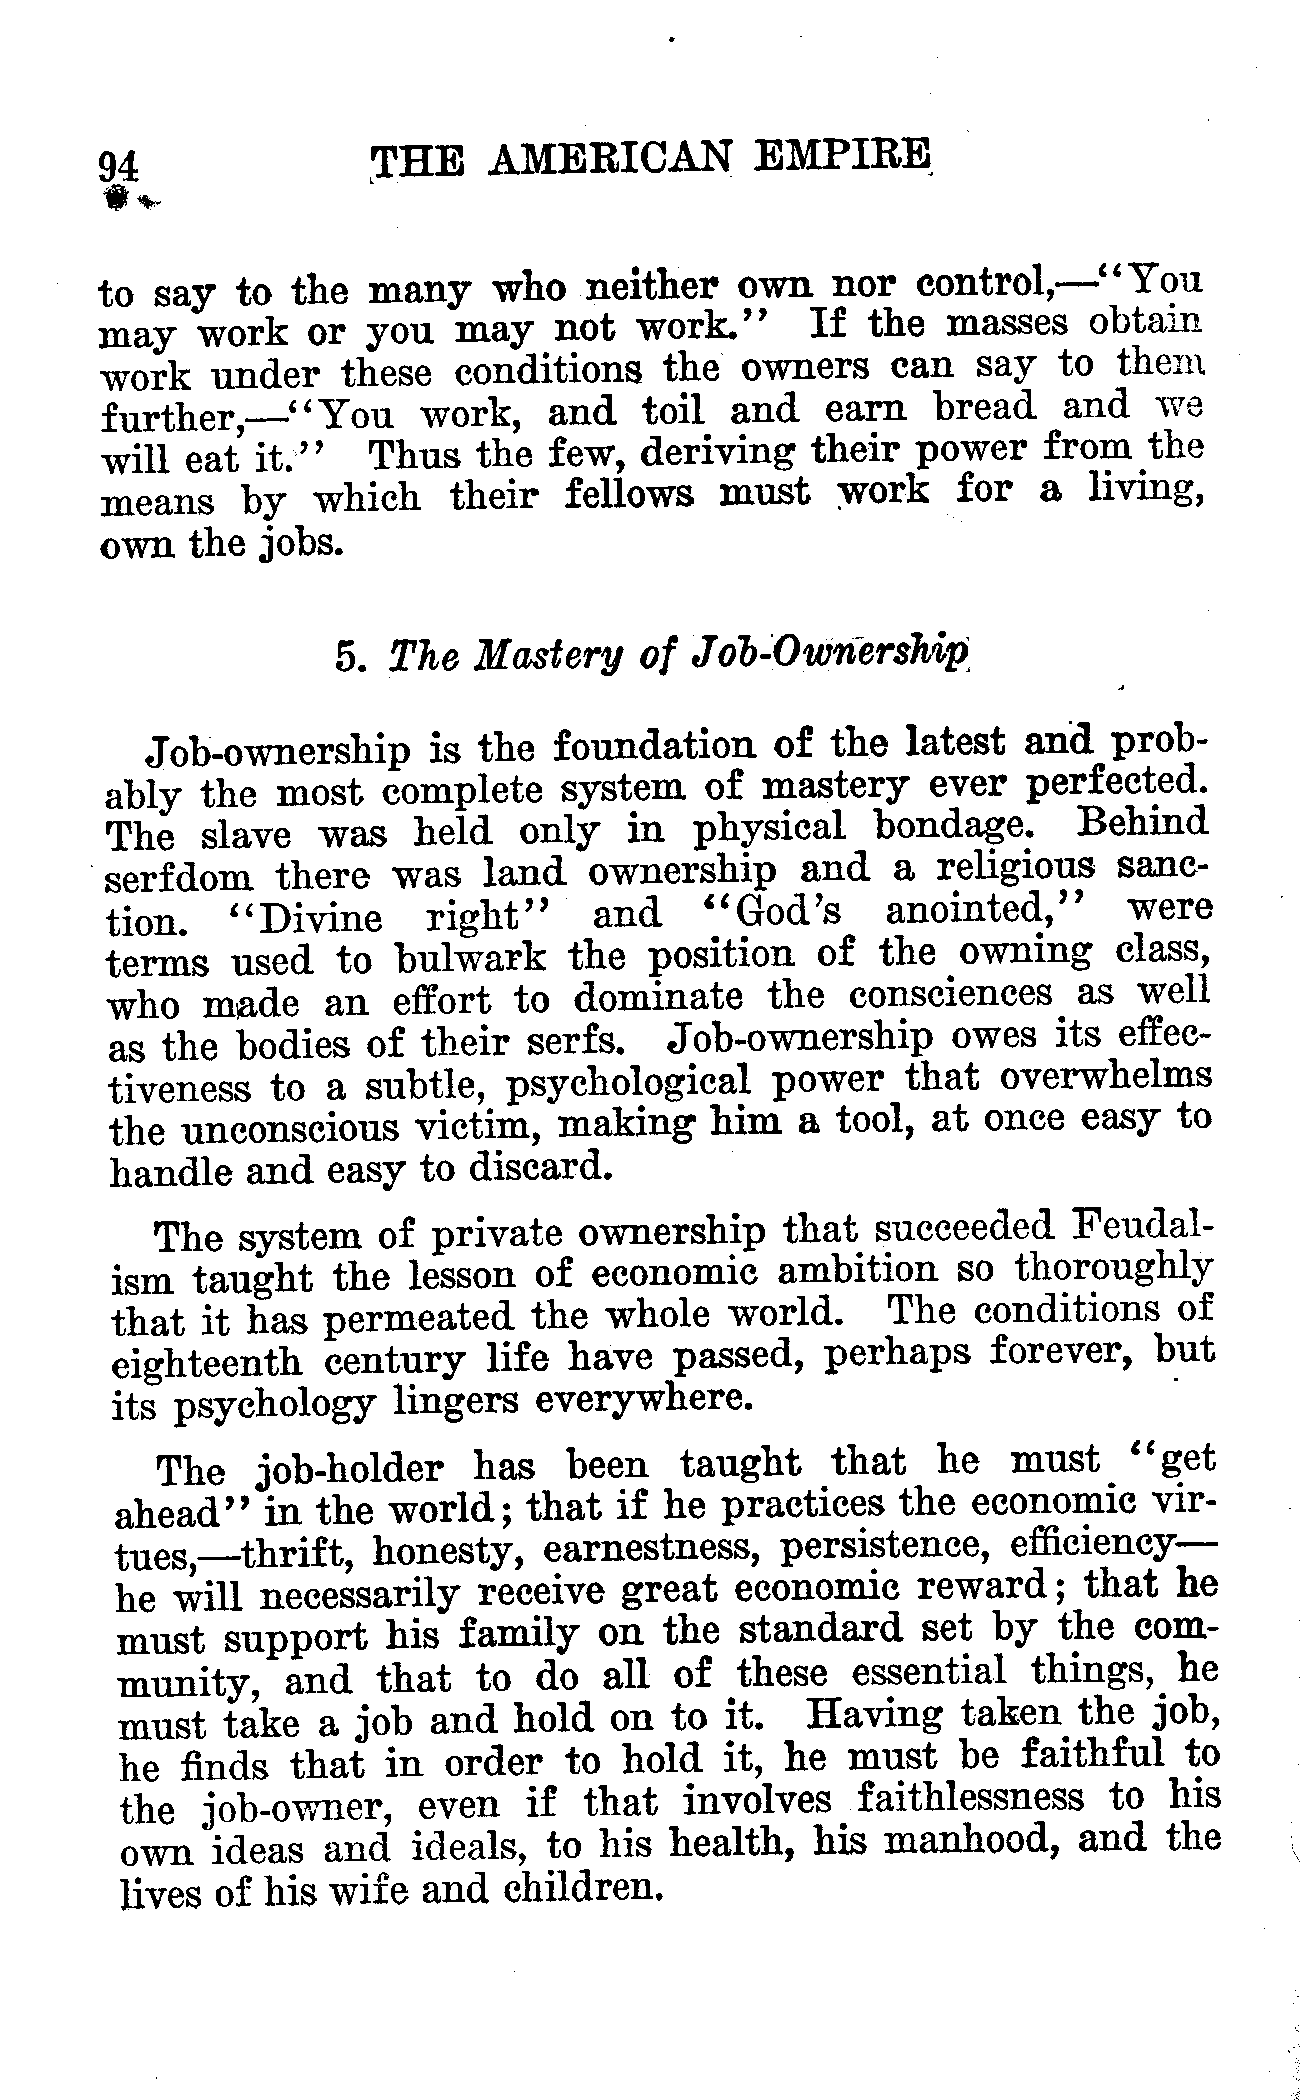 94 THE AMERICAN EMPIRE
to say to the many who neither own nor control,—"You
may work or you may not work." If the masses obtain
work under these conditions the owners can say to them
further,—"You work, and toil and earn bread and we
will eat it." Thus the few, deriving their power from the
means by which their fellows must work for a living,
own the jobs.
5. The Mastery of Job-Ownership
Job-ownership is the foundation of the latest and prob-
ably the most complete system of mastery ever perfected.
The slave was held only in physical bondage. Behind
serfdom there was land ownership and a religious sanc-
tion. "Divine right" and "God's anointed," were
terms used to bulwark the position of the owning class,
who made an effort to dominate the consciences as well
as the bodies of their serfs. Job-ownership owes its effec-
tiveness to a subtle, psychological power that overwhelms
the unconscious victim, making him a tool, at once easy to
handle and easy to discard.
The system of private ownership that succeeded Feudal-
ism taught the lesson of economic ambition so thoroughly
that it has permeated the whole world. The conditions of
eighteenth century life have passed, perhaps forever, but
its psychology lingers everywhere.
The job-holder has been taught that he must "get
ahead" in the world; that if he practices the economic vir-
tues,—thrift, honesty, earnestness, persistence, efficiency—
he will necessarily receive great economic reward; that he
must support his family on the standard set by the com-
munity, and that to do all of these essential things, he
must take a job and hold on to it. Having taken the job,
he finds that in order to hold it, he must be faithful to
the job-owner, even if that involves faithlessness to his
own ideas and ideals, to his health, his manhood, and the
lives of his wife and children.